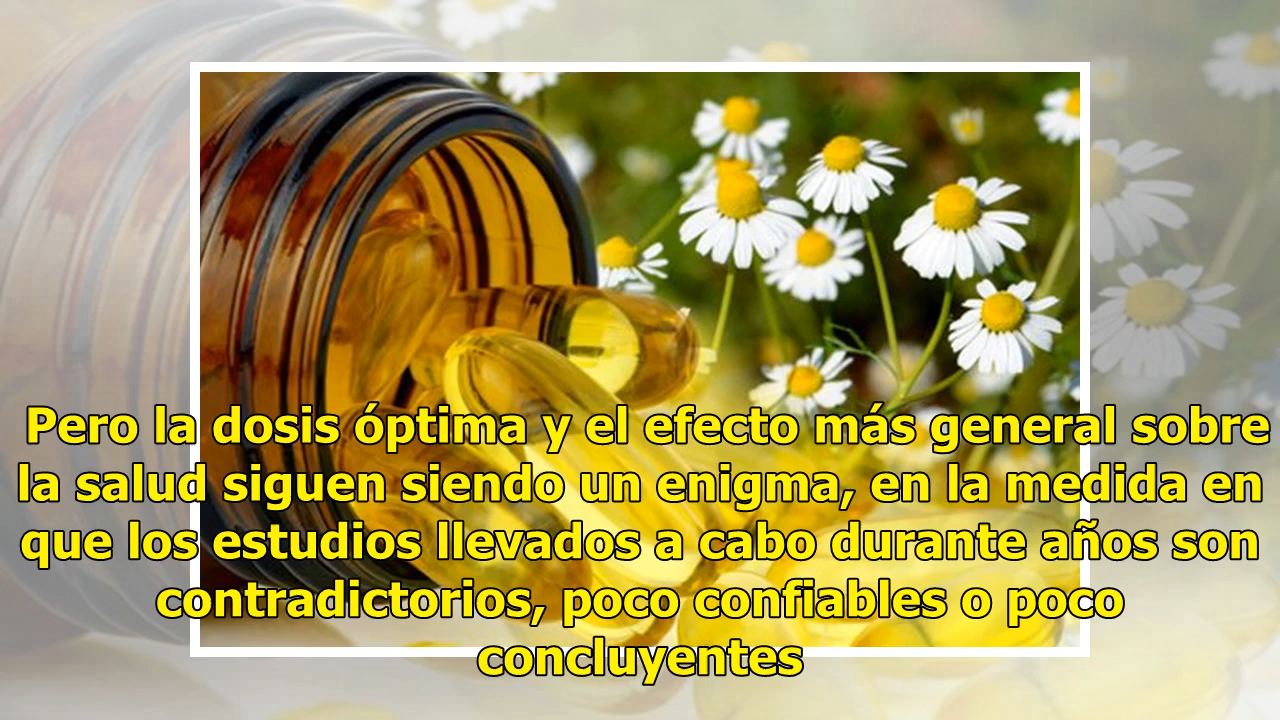 Pero la dosis óptima y el efecto más general sobre
la salud siguen siendo un enigma, en la medida en
que los estudios llevados a cabo durante años son
contradictorios, poco confiables o poco
concluyentes